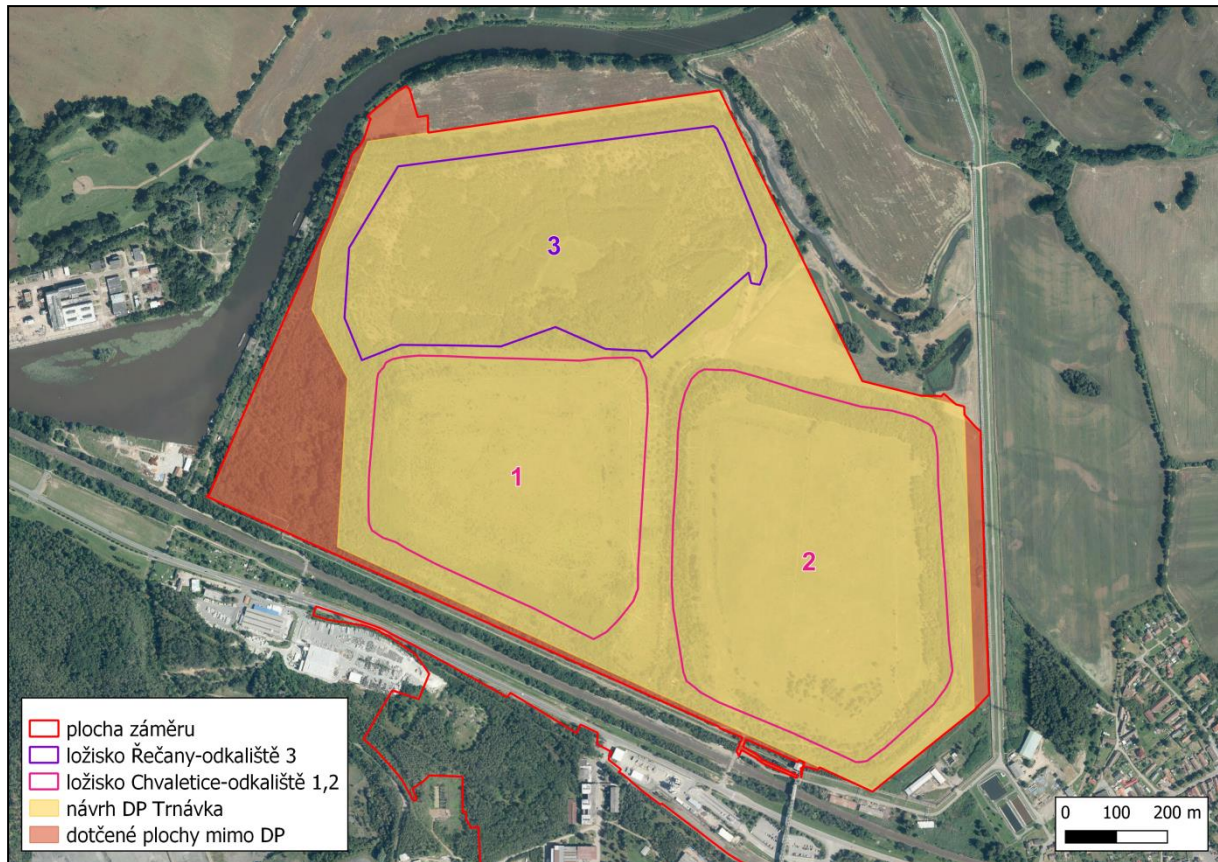 3
1
2
plocha záměru
ložisko Řečany-odkaliště 3
ložisko Chvaletice-odkaliště 1,2
návrh DP Trnávka
dotčené plochy mimo DP
0 100 200 m